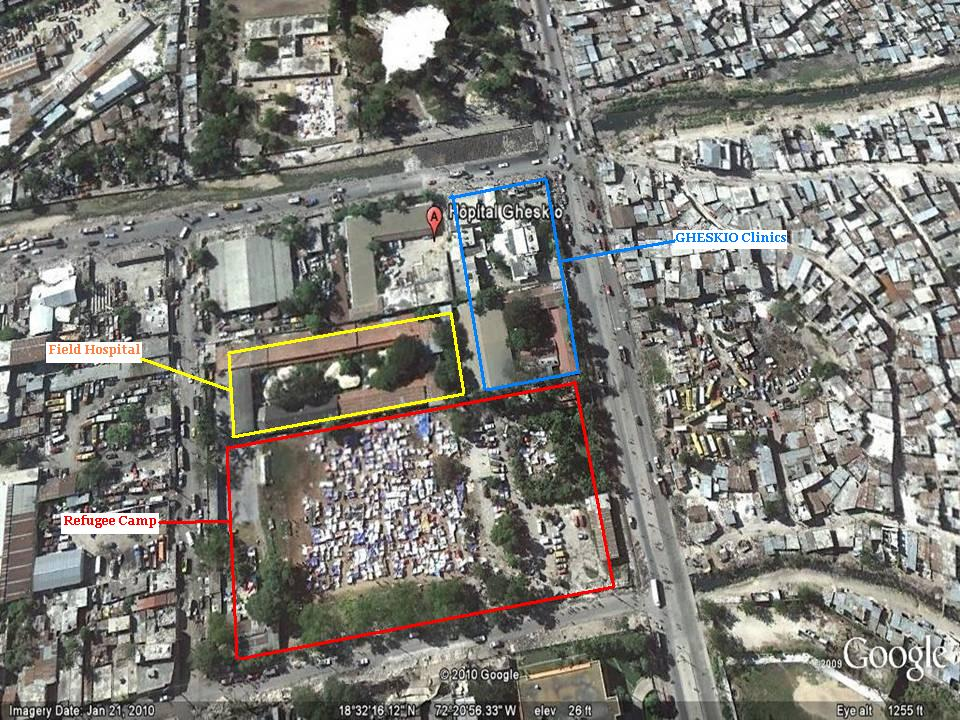 A
Hopital Gheskio
GHESKIO Clinics
Field Hospital
Refugee Camp
©2010 Google
2009 Google
Imagery Date: Jan 21, 2010 18°32'16.12" N 72°20'56.33" W elev 26 ft Eye alt 1255 ft